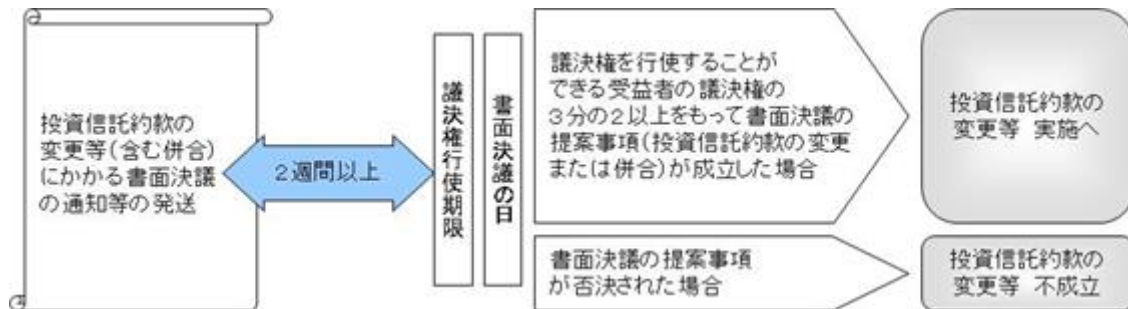 投資信託約款の
変更等(含む併合)
にかかる書面決議
の通知等の発送
2週間以上
議決権行使期限
書面決議の日
議決権を行使することが
できる受益者の議決権の
3分の2以上をもって書面決議の
提案事項(投資信託約款の変更
または併合)が成立した場合
投資信託約款の
変更等 実施へ
書面決議の提案事項
が否決された場合
投資信託約款の
変更等 不成立